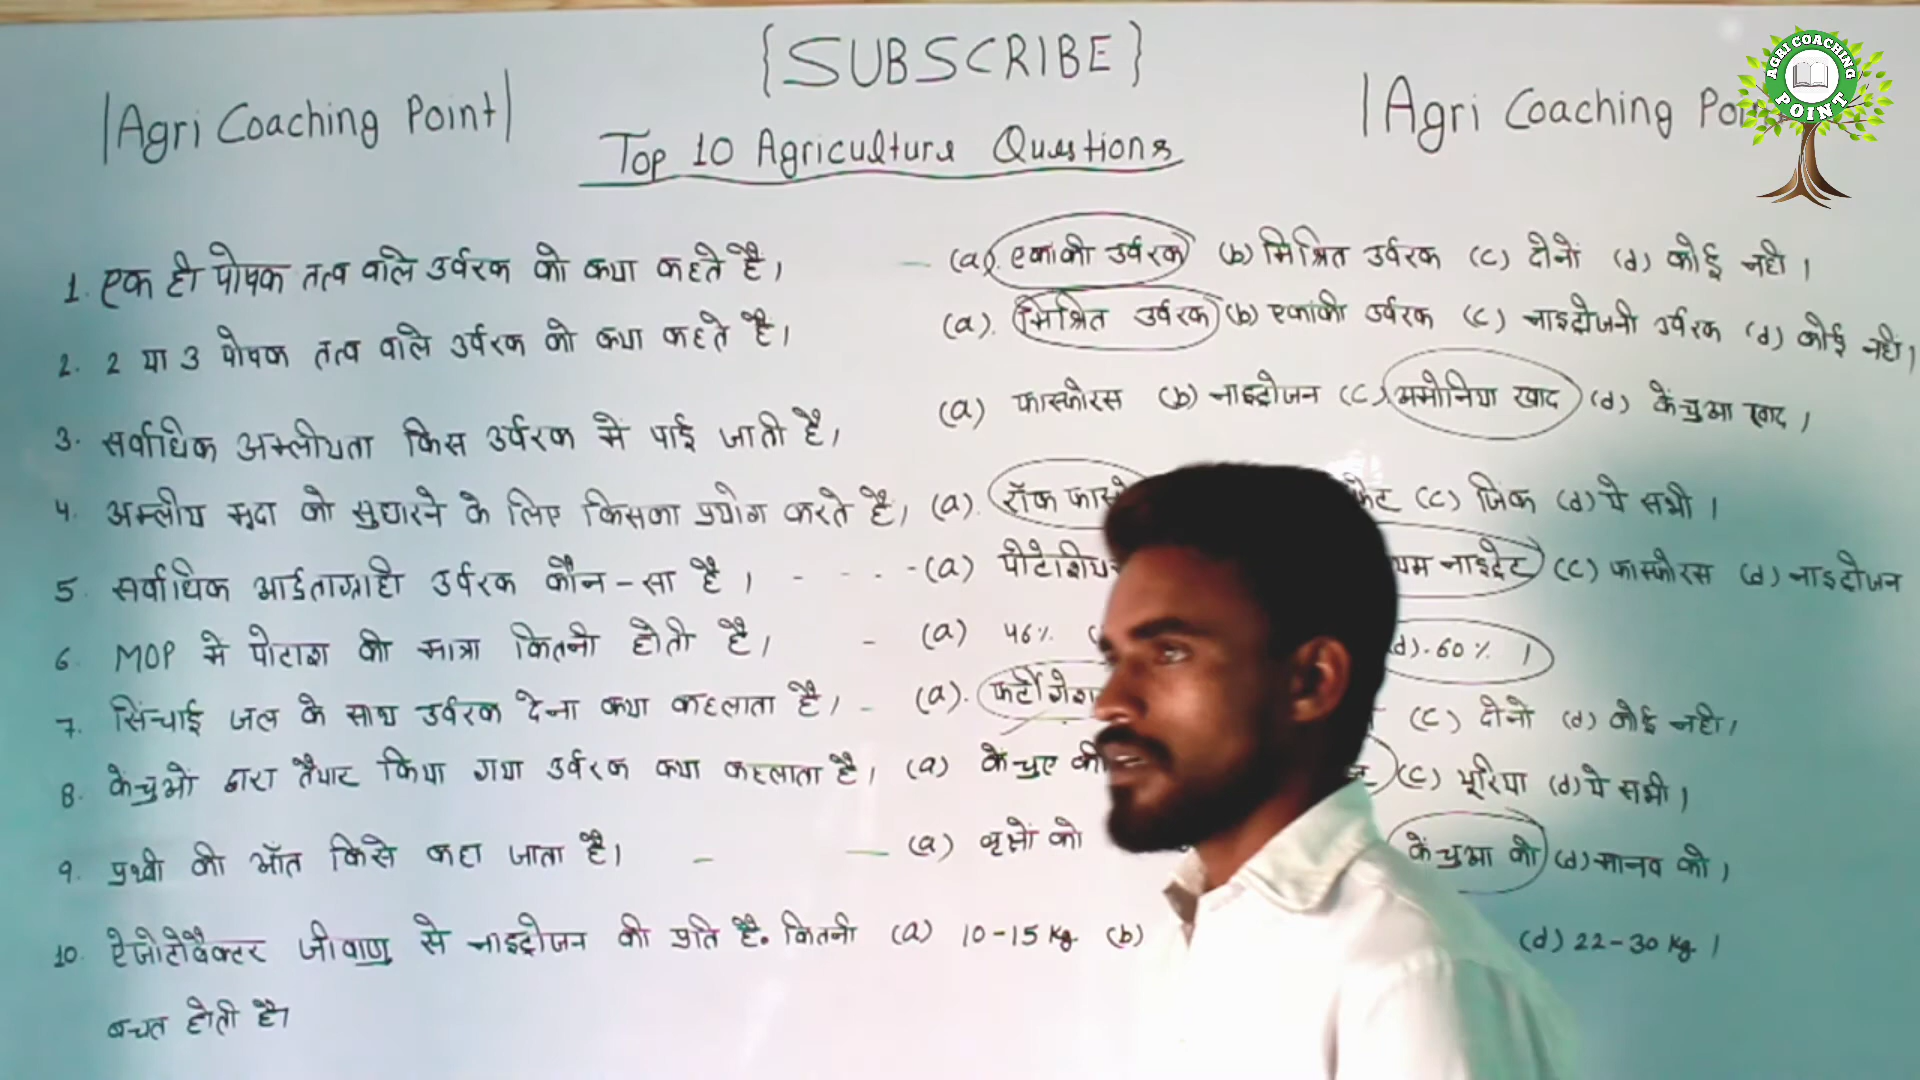 {SUBSCRIBE}
|Agri Coaching Point|
|Agri Coaching
AGRI COACHING POINT
Top 10 Agriculture Questions
1. एक ही पोषक तत्व वाले उर्वरक को क्या कहते है। (a). एकाकी उर्वरक (b) मिश्रित उर्वरक (c) दोनों (d) कोई नही।
2. 2 या 3 पोषक तत्व वाले उर्वरक को क्या कहते है। (a). मिश्रित उर्वरक (b) एकाकी उर्वरक (c) नाइट्रोजनी उर्वरक (d) कोई नही।
3. सर्वाधिक अम्लीयता किस उर्वरक में पाई जाती है। (a) फास्फोरस (b) नाइट्रोजन (c). अमोनिया खाद (d) केंचुआ खाद।
4. अम्लीय मृदा को सुधारने के लिए किसका प्रयोग करते है। (a). रॉक (c) जिंक (d) ये सभी।
5. सर्वाधिक आर्द्रताग्राही उर्वरक कौन-सा है। - - - - (a) नाइट्रेट (c) फास्फोरस (d) नाइट्रोजन
6. MOP में पोटाश की मात्रा कितनी होती है। - (a) 46% (d). 60% ।
7. सिंचाई जल के साथ उर्वरक देना क्या कहलाता है। - (a). (c) दोनो (d) कोई नही।
8. केचुओं द्वारा तैयार किया गया उर्वरक क्या कहलाता है। (a) केंचुए की (c) यूरिया (d) ये सभी।
9. पृथ्वी की आँत किसे कहा जाता है। - — (a) वृक्षों को केंचुआ को (d) मानव को।
10. ऐजोटोबैक्टर जीवाणु से नाइट्रोजन की प्रति है. कितनी (a) 10-15 kg. (b) (d) 22-30 kg ।
बचत होती है।